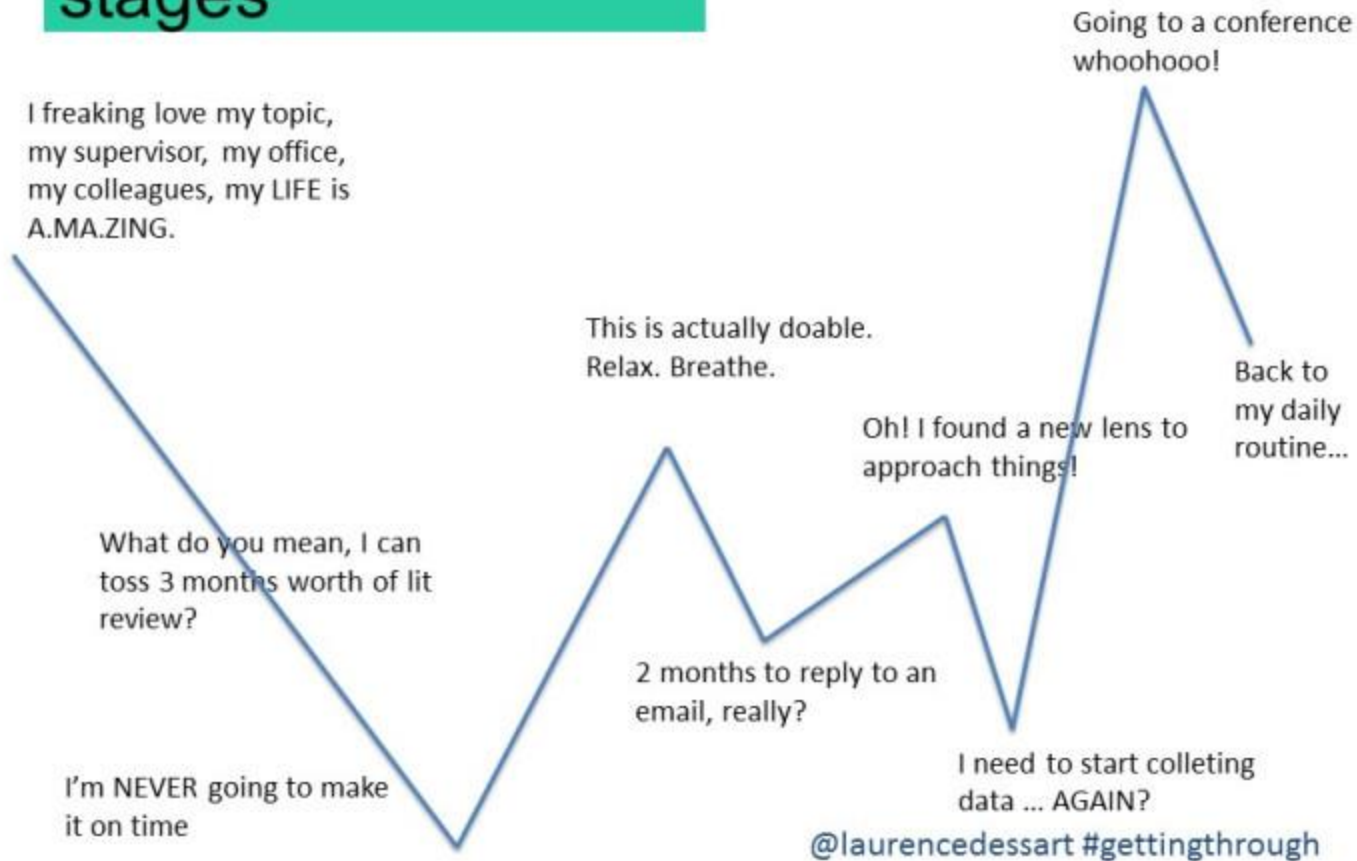 stages
Going to a conference
whoohooo!
I freaking love my topic,
my supervisor, my office,
my colleagues, my LIFE is
A.MA.ZING.
This is actually doable.
Relax. Breathe.
Back to
my daily
routine...
Oh! I found a new lens to
approach things!
What do you mean, I can
toss 3 months worth of lit
review?
2 months to reply to an
email, really?
I'm NEVER going to make
it on time
I need to start colleting
data ... AGAIN?
@laurencedessart #gettingthrough